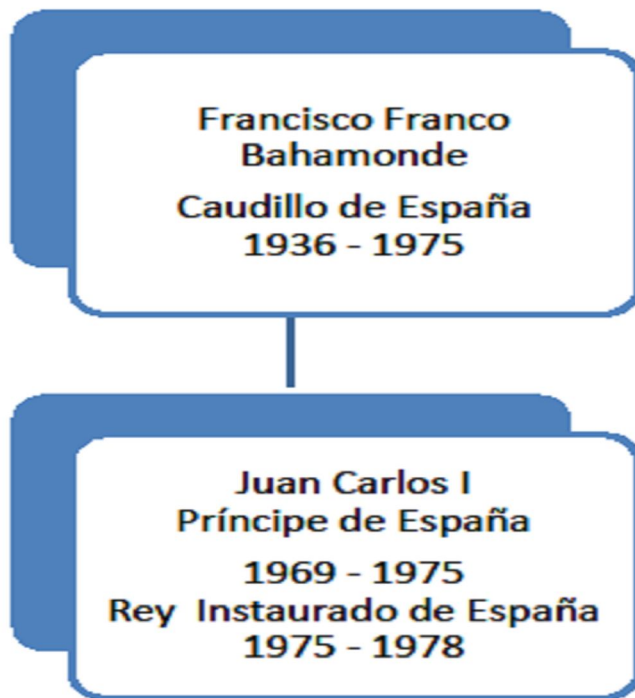 Francisco Franco
Bahamonde
Caudillo de España
1936 - 1975
Juan Carlos I
Príncipe de España
1969 - 1975
Rey Instaurado de España
1975 - 1978